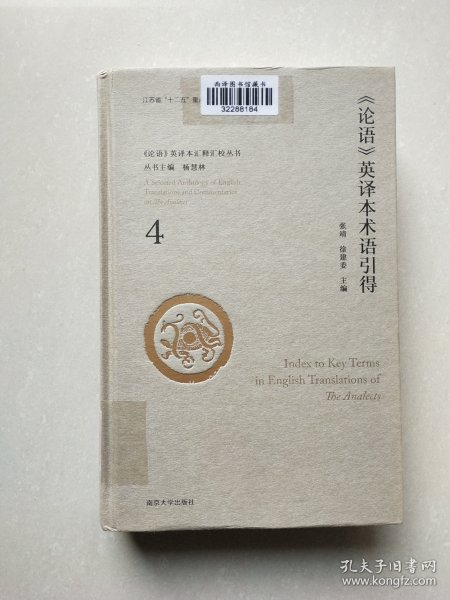 西译图书馆藏书
32288184
江苏省"十二五"重
《论语》英译本汇释汇校丛书
丛书主编 杨慧林
A Selected Anthology of English
Translations and Commentaries
on The Analects
4
《论语》英译本术语引得
张靖 徐建委 主编
Index to Key Terms
in English Translations of
The Analects
南京大学出版社
孔夫子旧书网
www.kongfz.com